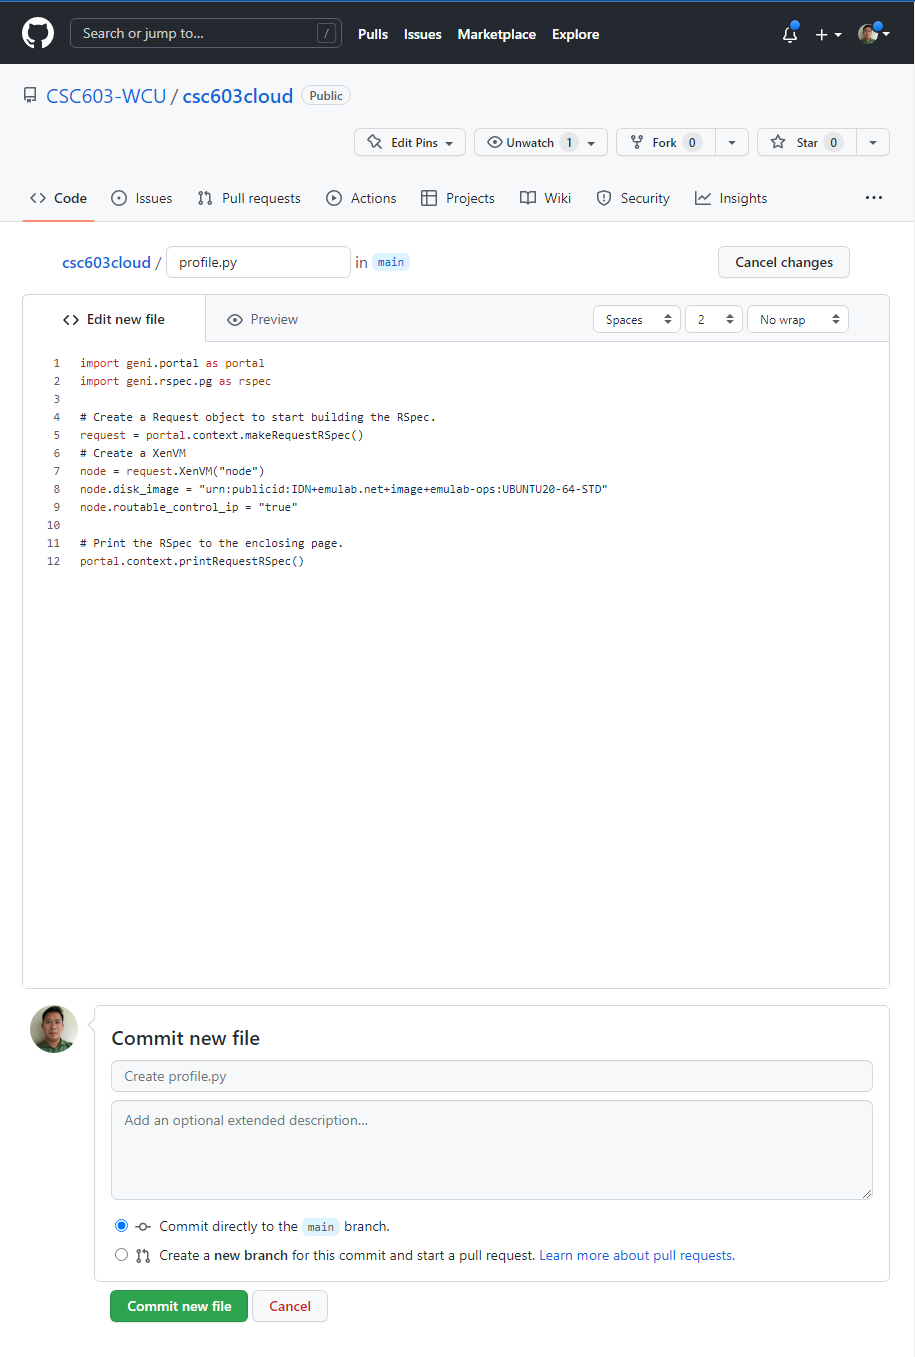 Search or jump to... / Pulls Issues Marketplace Explore
CSC603-WCU / csc603cloud Public
Edit Pins Unwatch 1 Fork 0 Star 0
Code Issues Pull requests Actions Projects Wiki Security Insights ...
csc603cloud / profile.py in main Cancel changes
Edit new file Preview Spaces 2 No wrap
1 import geni.portal as portal
2 import geni.rspec.pg as rspec
3
4 # Create a Request object to start building the RSpec.
5 request = portal.context.makeRequestRSpec()
6 # Create a XenVM
7 node = request.XenVM("node")
8 node.disk_image = "urn:publicid:IDN+emulab.net+image+emulab-ops:UBUNTU20-64-STD"
9 node.routable_control_ip = "true"
10
11 # Print the RSpec to the enclosing page.
12 portal.context.printRequestRSpec()
Commit new file
Create profile.py
Add an optional extended description...
Commit directly to the main branch.
Create a new branch for this commit and start a pull request. Learn more about pull requests.
Commit new file Cancel